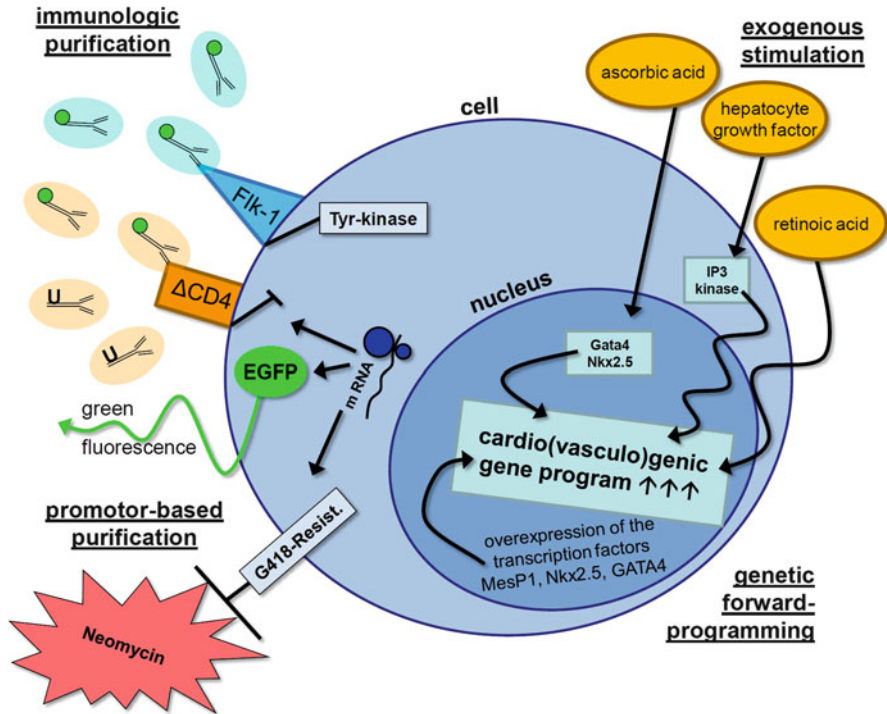 immunologic
purification
exogenous
stimulation
ascorbic acid
hepatocyte
growth factor
retinoic acid
cell
Flk-1
Tyr-kinase
IP3
kinase
nucleus
ΔCD4
U
U
Gata4
Nkx2.5
EGFP
m RNA
green
fluorescence
cardio(vasculo)genic
gene program ↑↑↑
promotor-based
purification
G418-Resist.
overexpression of the
transcription factors
MesP1, Nkx2.5, GATA4
genetic
forward-
programming
Neomycin